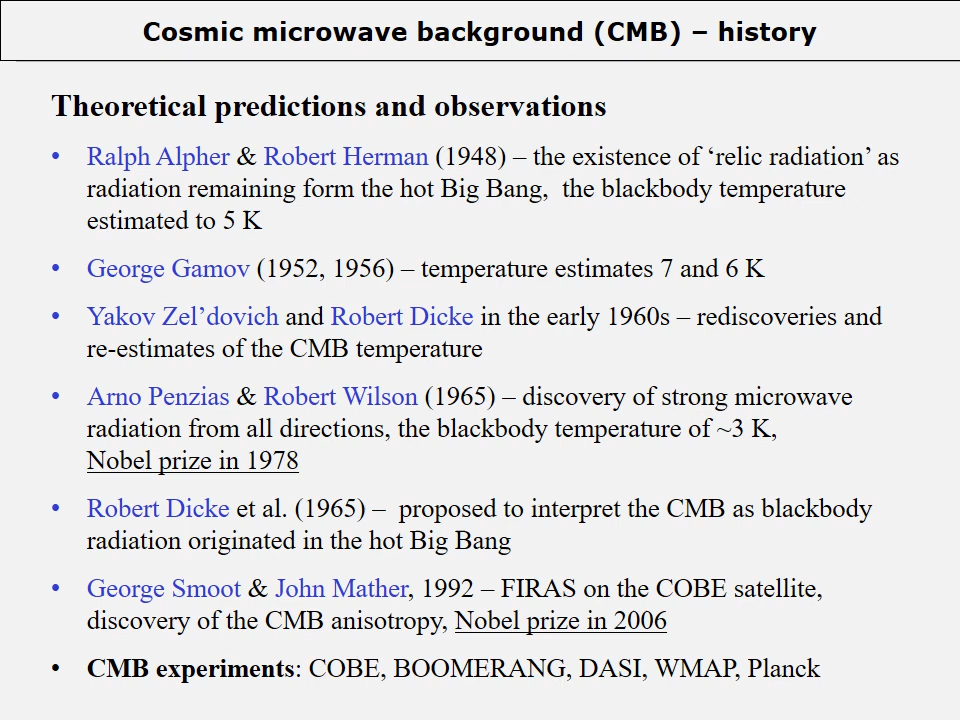 Cosmic microwave background (CMB) – history
Theoretical predictions and observations
• Ralph Alpher & Robert Herman (1948) – the existence of ‘relic radiation’ as
radiation remaining form the hot Big Bang,  the blackbody temperature
estimated to 5 K
• George Gamov (1952, 1956) – temperature estimates 7 and 6 K
• Yakov Zel’dovich and Robert Dicke in the early 1960s – rediscoveries and
re-estimates of the CMB temperature
• Arno Penzias & Robert Wilson (1965) – discovery of strong microwave
radiation from all directions, the blackbody temperature of ~3 K,
Nobel prize in 1978
• Robert Dicke et al. (1965) –  proposed to interpret the CMB as blackbody
radiation originated in the hot Big Bang
• George Smoot & John Mather, 1992 – FIRAS on the COBE satellite,
discovery of the CMB anisotropy, Nobel prize in 2006
• CMB experiments: COBE, BOOMERANG, DASI, WMAP, Planck